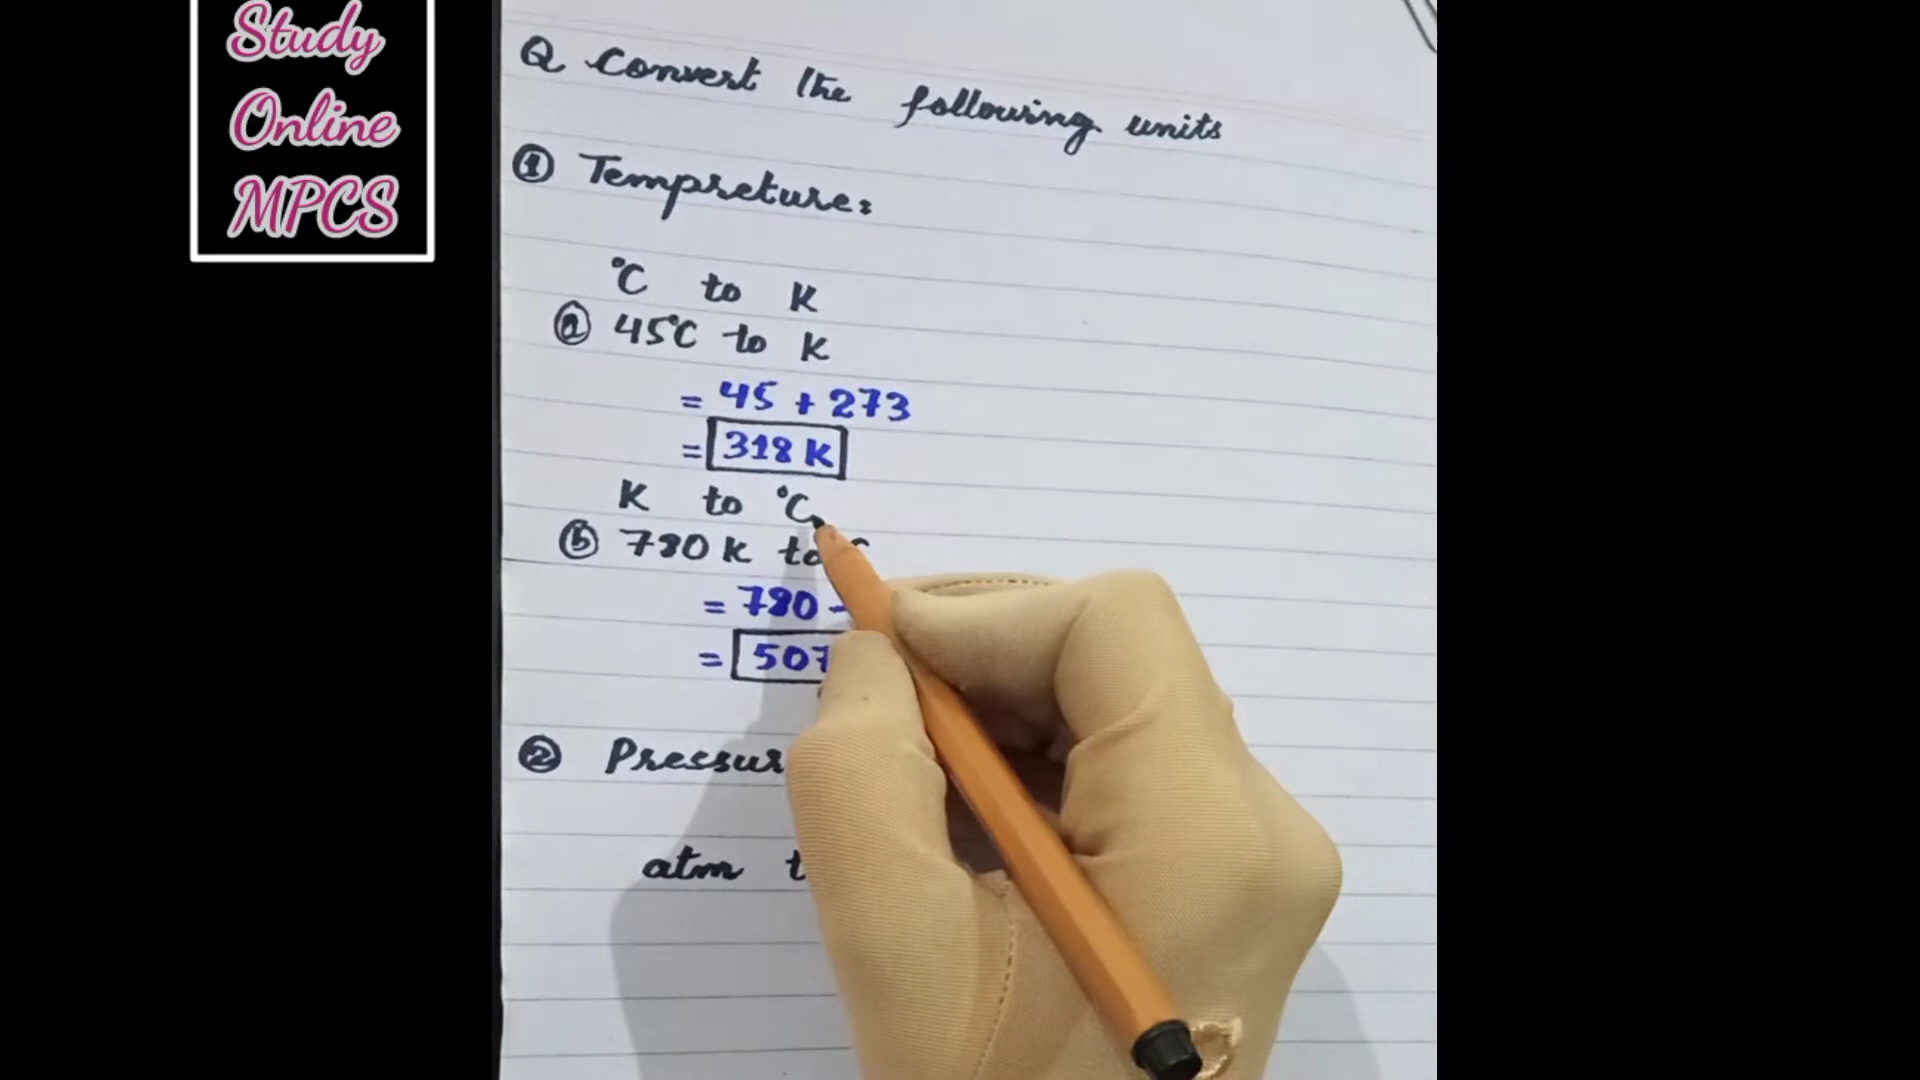 Study
Online
MPCS
Q Convert the following units
① Tempreture:
°C to K
ⓐ 45°C to K
= 45 + 273
= 318 K
K to °C
ⓑ 780 K to
= 780 -
= 507
② Pressur
atm t